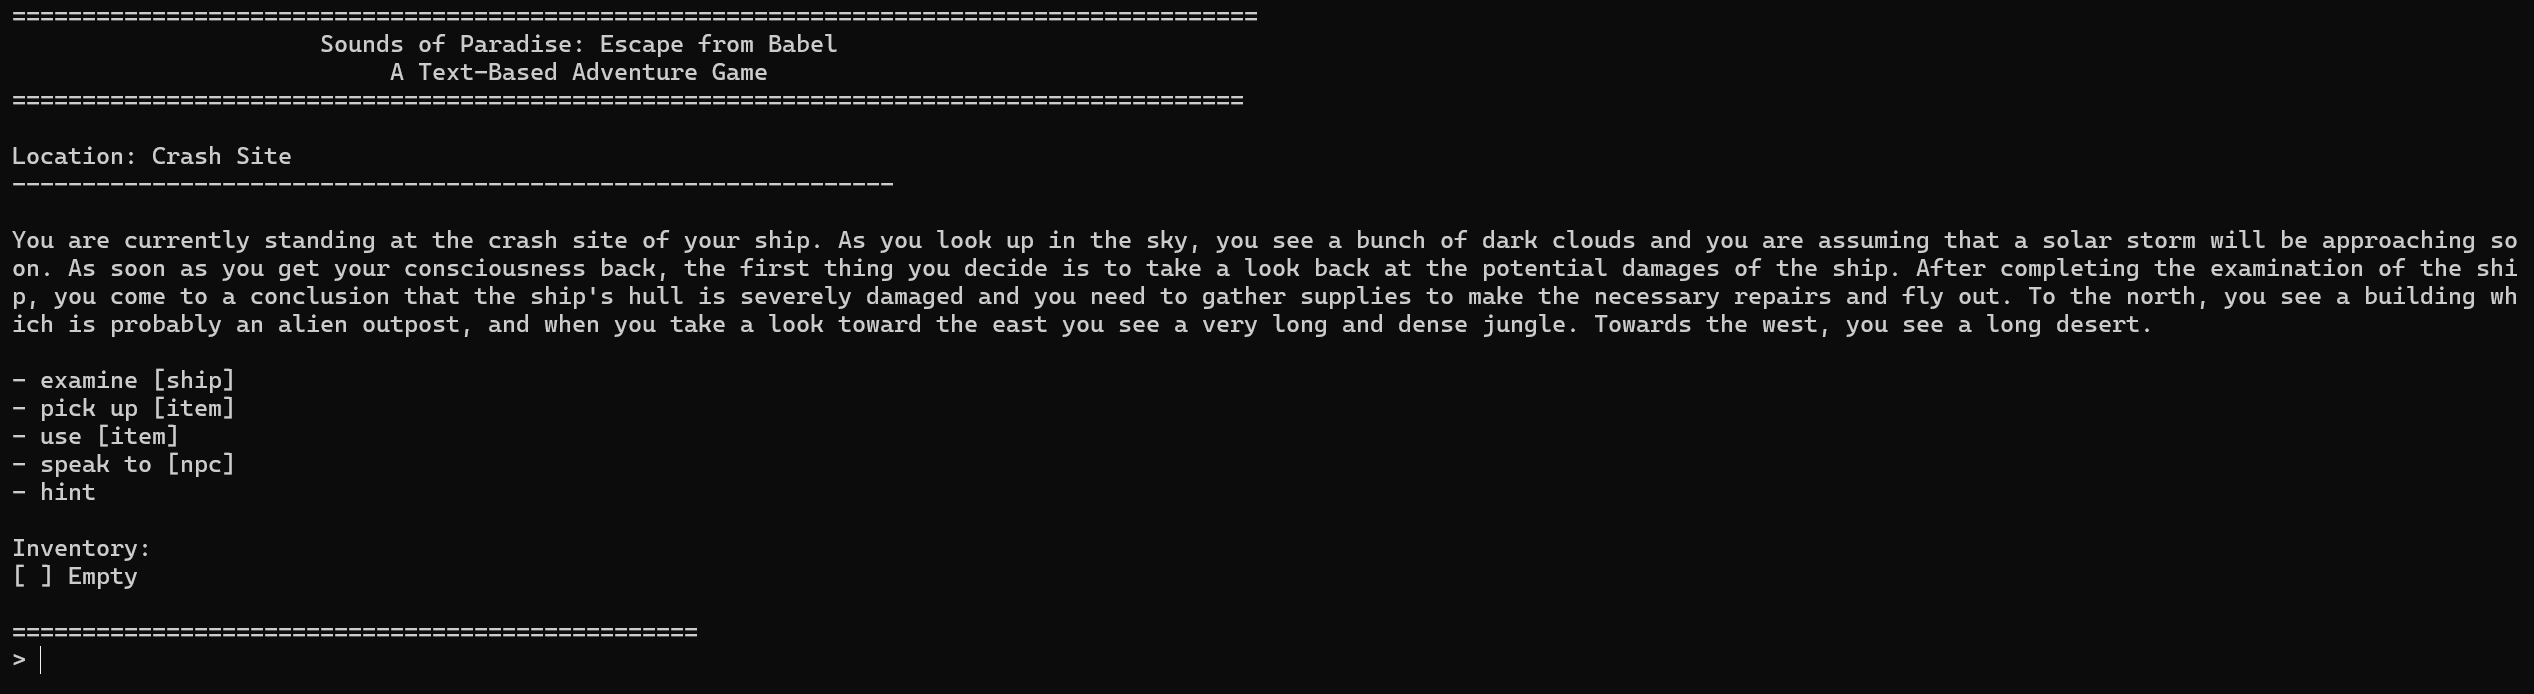 =========================================================================================
Sounds of Paradise: Escape from Babel
A Text-Based Adventure Game
========================================================================================
Location: Crash Site
---------------------------------------------------------------
You are currently standing at the crash site of your ship. As you look up in the sky, you see a bunch of dark clouds and you are assuming that a solar storm will be approaching so
on. As soon as you get your consciousness back, the first thing you decide is to take a look back at the potential damages of the ship. After completing the examination of the shi
p, you come to a conclusion that the ship's hull is severely damaged and you need to gather supplies to make the necessary repairs and fly out. To the north, you see a building wh
ich is probably an alien outpost, and when you take a look toward the east you see a very long and dense jungle. Towards the west, you see a long desert.
- examine [ship]
- pick up [item]
- use [item]
- speak to [npc]
- hint
Inventory:
[ ] Empty
=================================================
>